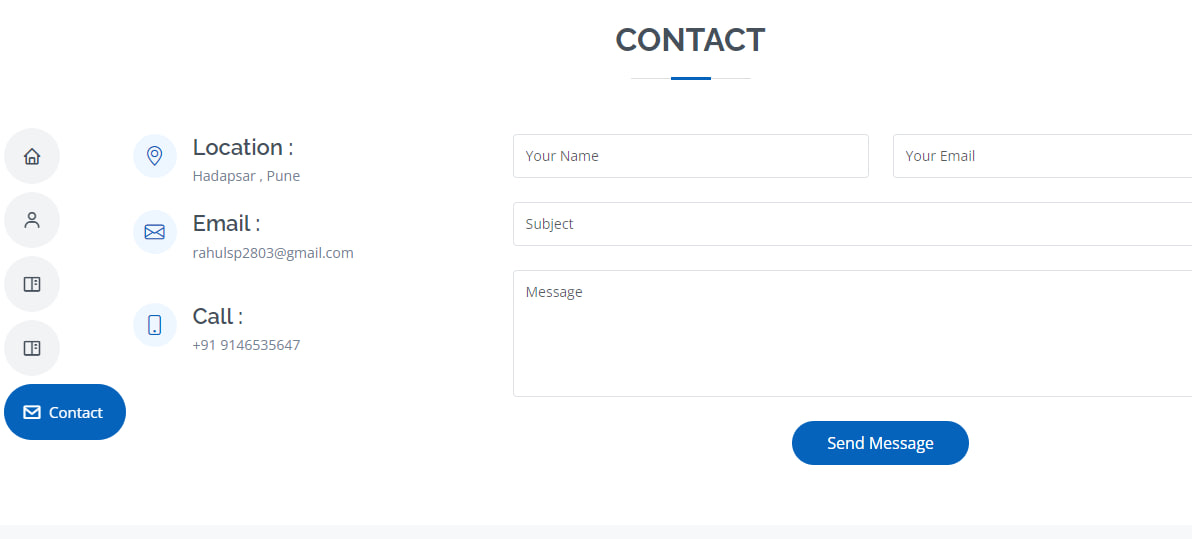 CONTACT
Location :
Hadapsar , Pune
Email :
rahulsp2803@gmail.com
Call :
+91 9146535647
Your Name
Your Email
Subject
Message
Send Message
Contact